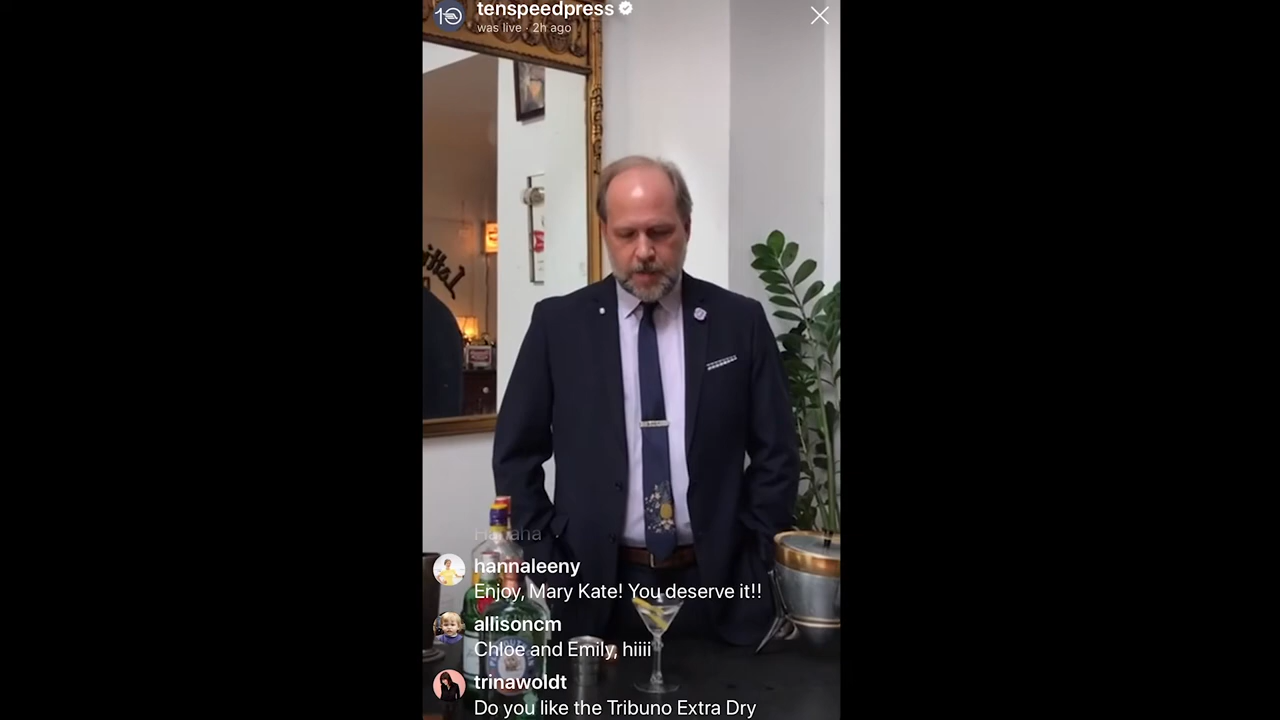 tenspeedpress
was live · 2h ago
Hahaha
hannaleeny
Enjoy, Mary Kate! You deserve it!!
allisoncm
Chloe and Emily, hiiii
trinawoldt
Do you like the Tribuno Extra Dry